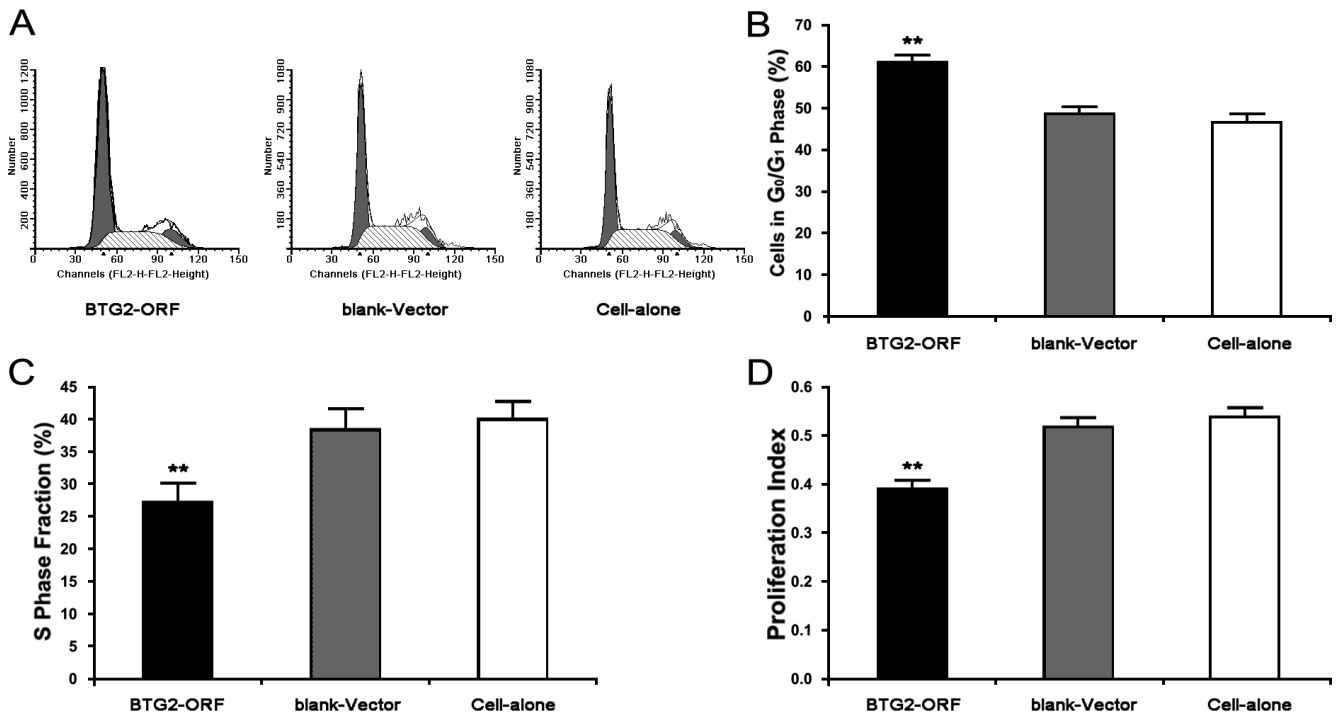 A
Number
1200
1000
800
600
400
200
0 30 60 90 120 150
Channels (FL2-H-FL2-Height)
BTG2-ORF
Number
1080
900
720
540
360
180
0 30 60 90 120 150
Channels (FL2-H-FL2-Height)
blank-Vector
Number
1080
900
720
540
360
180
0 30 60 90 120 150
Channels (FL2-H-FL2-Height)
Cell-alone
B
Cells in G0/G1 Phase (%)
70
60
50
40
30
20
10
0
**
BTG2-ORF blank-Vector Cell-alone
C
S Phase Fraction (%)
45
40
35
30
25
20
15
10
5
0
**
BTG2-ORF blank-Vector Cell-alone
D
Proliferation Index
0.6
0.5
0.4
0.3
0.2
0.1
0.0
**
BTG2-ORF blank-Vector Cell-alone